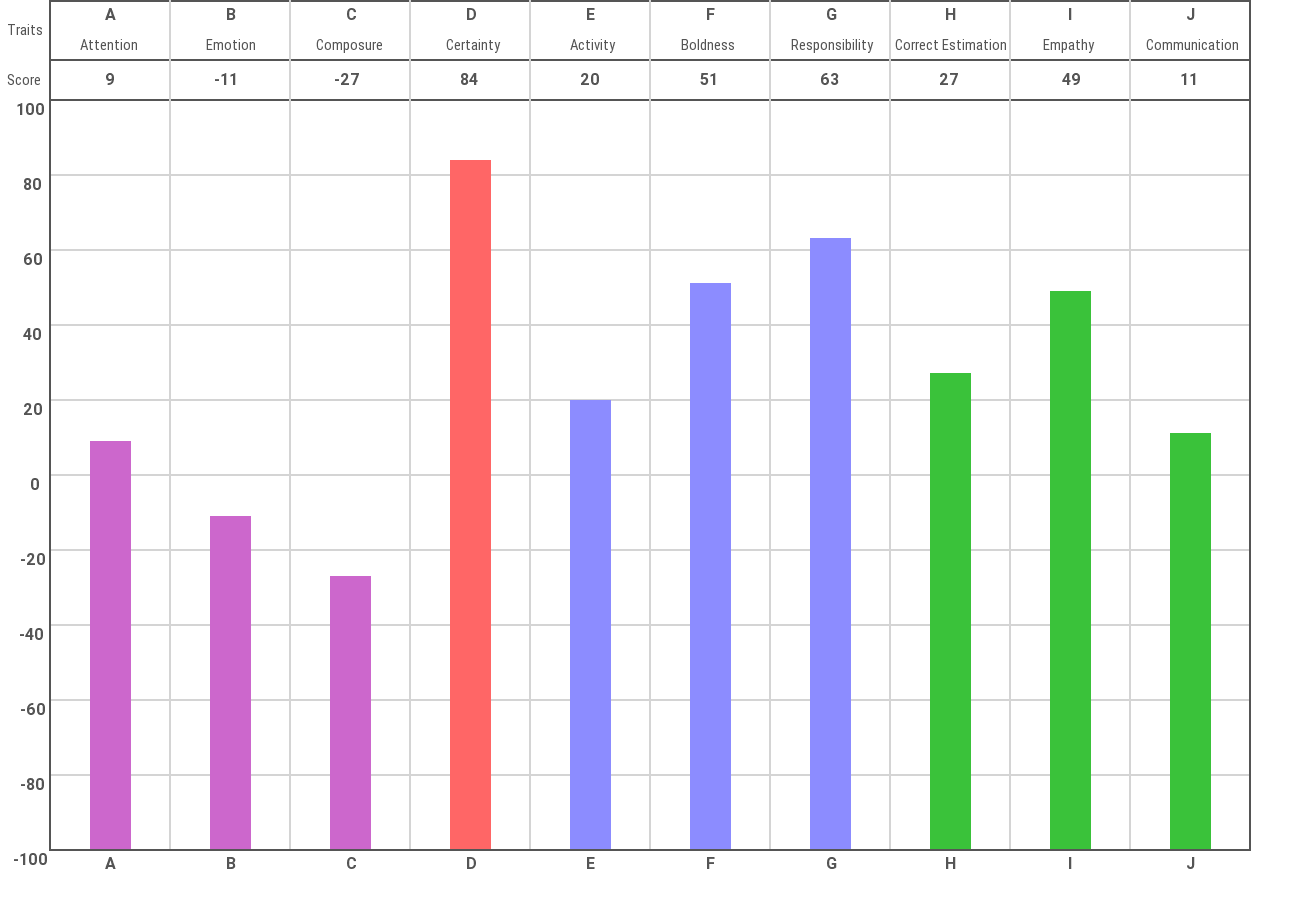 A B C D E F G H I J
Traits
Attention Emotion Composure Certainty Activity Boldness Responsibility Correct Estimation Empathy Communication
Score 9 -11 -27 84 20 51 63 27 49 11
100
80
60
40
20
0
-20
-40
-60
-80
-100
A B C D E F G H I J